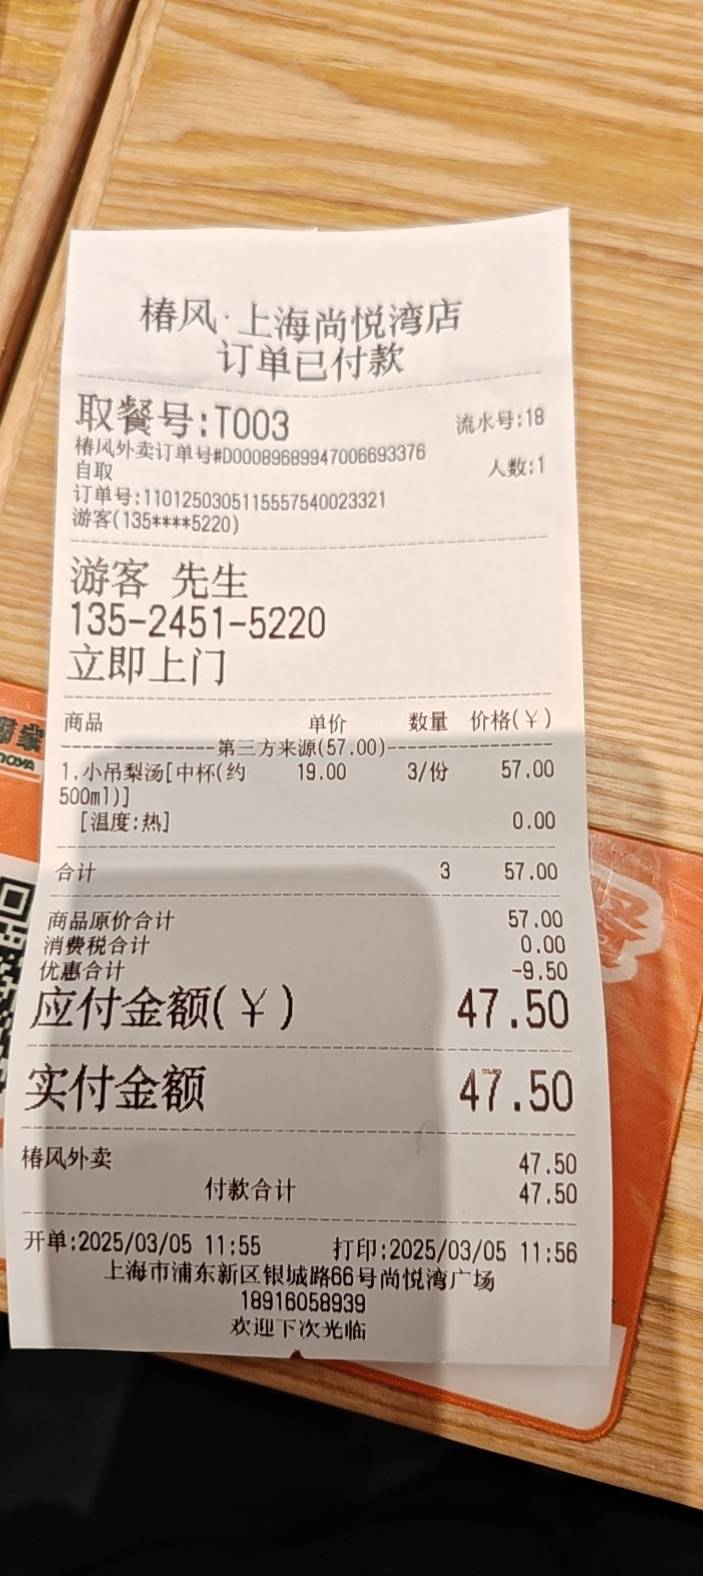 椿风·上海尚悦湾店
订单已付款
取餐号:T003 流水号:18
椿风外卖订单号#D00089689947006693376
自取 人数:1
订单号:11012503051155575400​23321
游客(135****5220)
游客 先生
135-2451-5220
立即上门
商品 单价 数量 价格(¥)
---------------第三方来源(57.00)---------------
1.小吊梨汤[中杯(约 19.00 3/份 57.00
500ml)]
[温度:热] 0.00
合计 3 57.00
商品原价合计 57.00
消费税合计 0.00
优惠合计 -9.50
应付金额(¥) 47.50
实付金额 47.50
椿风外卖 47.50
付款合计 47.50
开单:2025/03/05 11:55 打印:2025/03/05 11:56
上海市浦东新区银城路66号尚悦湾广场
18916058939
欢迎下次光临